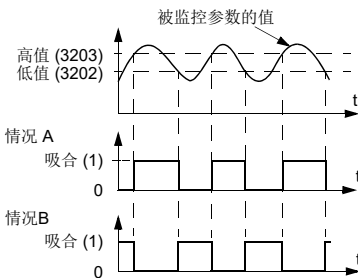 被监控参数的值
高值 (3203)
低值 (3202)
t
情况 A
吸合 (1)
0
t
情况B
吸合 (1)
0
t